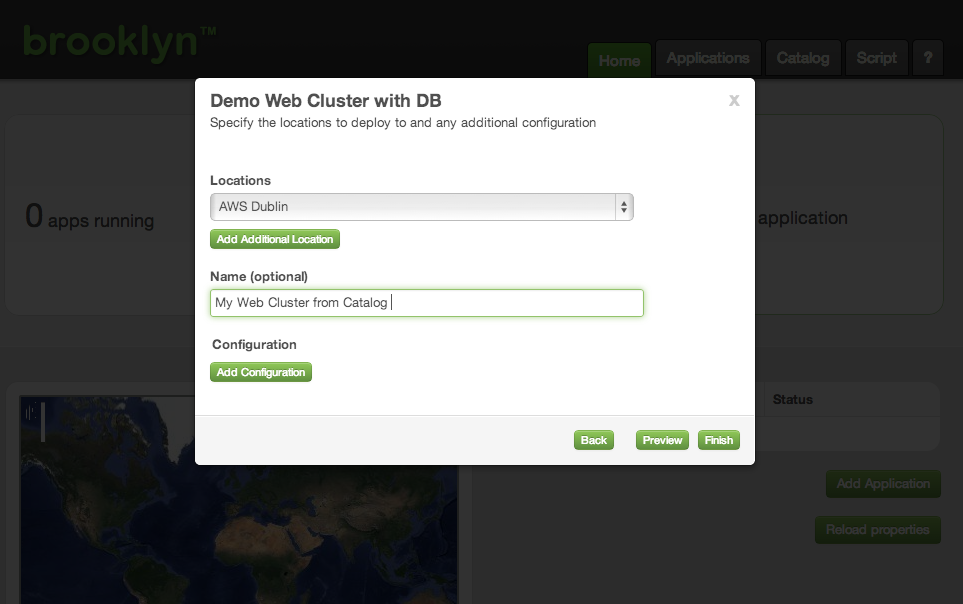 brooklyn™
Home
Applications
Catalog
Script
?
Demo Web Cluster with DB
x
Specify the locations to deploy to and any additional configuration
Locations
AWS Dublin
Add Additional Location
Name (optional)
My Web Cluster from Catalog
Configuration
Add Configuration
Back
Preview
Finish
0 apps running
application
Status
Add Application
Reload properties